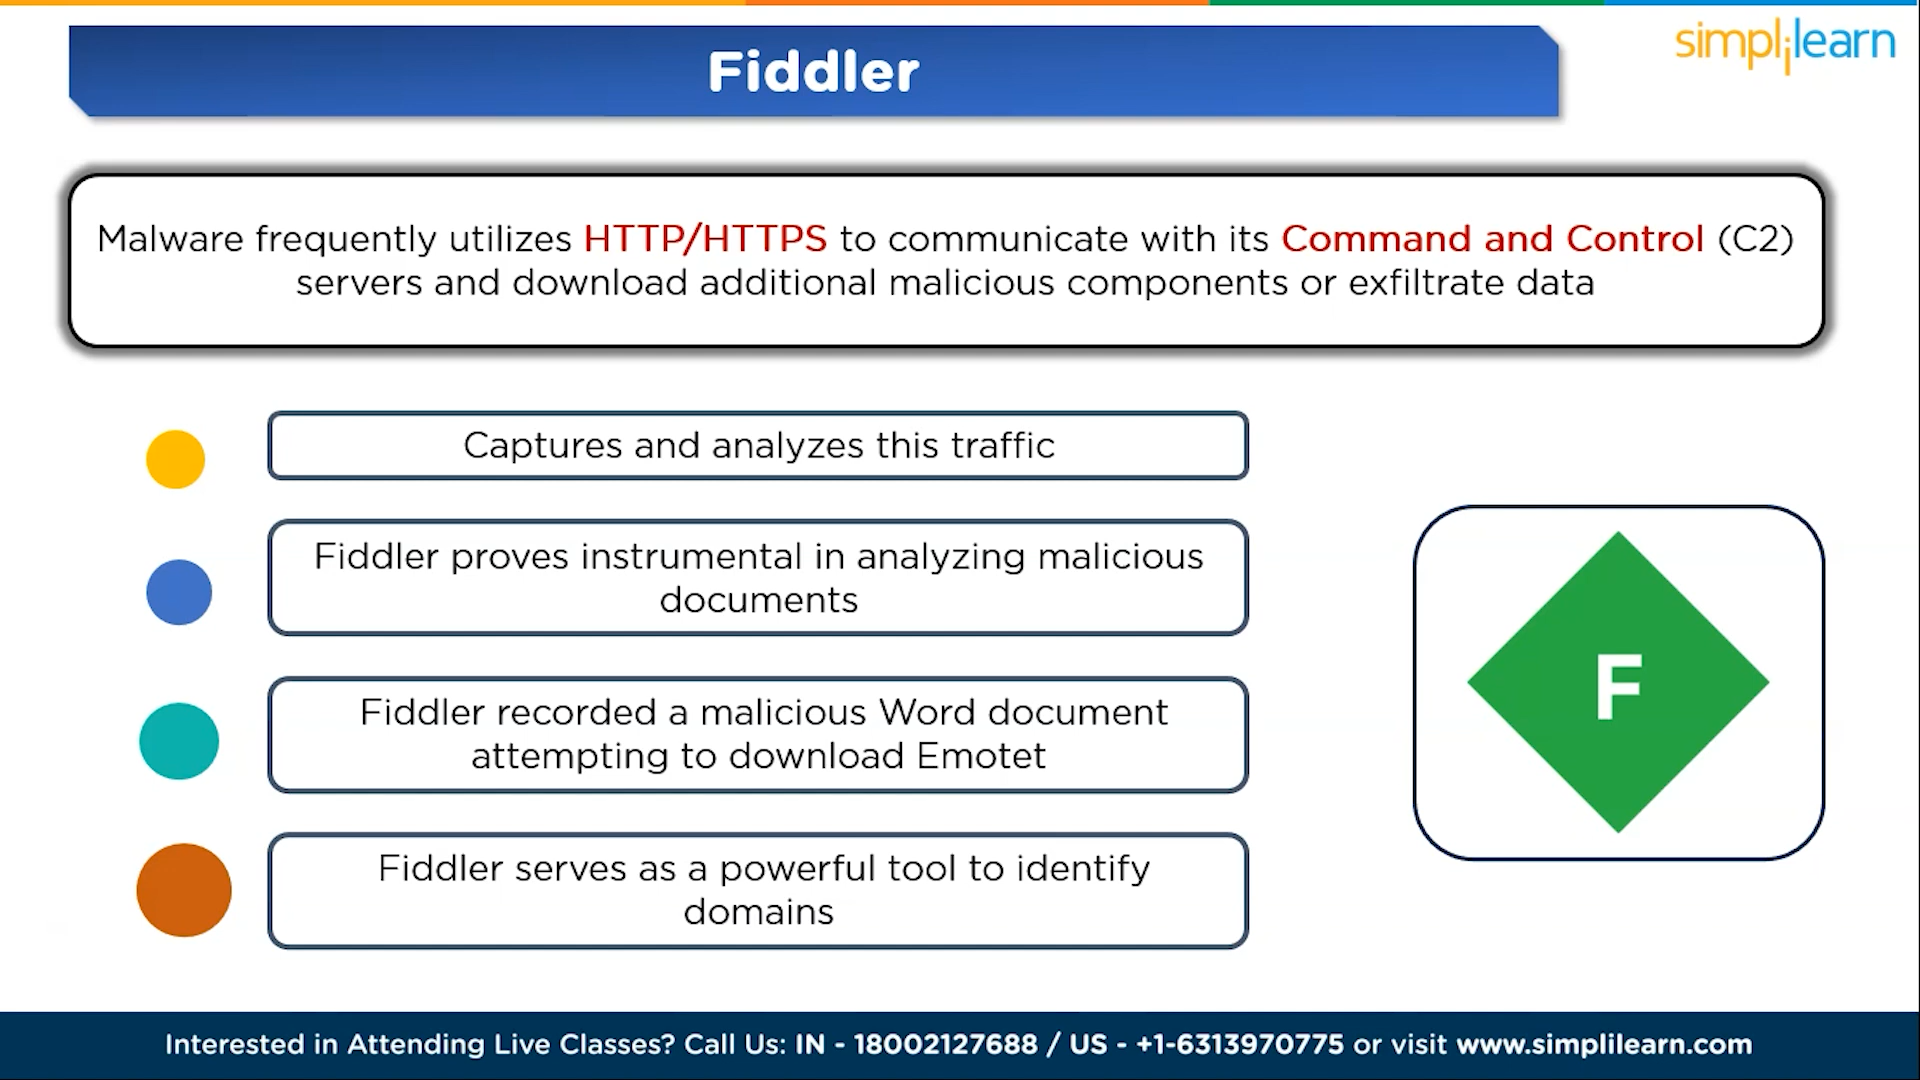 simplilearn
Fiddler
Malware frequently utilizes HTTP/HTTPS to communicate with its Command and Control (C2)
servers and download additional malicious components or exfiltrate data
Captures and analyzes this traffic
Fiddler proves instrumental in analyzing malicious
documents
Fiddler recorded a malicious Word document
attempting to download Emotet
Fiddler serves as a powerful tool to identify
domains
F
Interested in Attending Live Classes? Call Us: IN - 18002127688 / US - +1-6313970775 or visit www.simplilearn.com